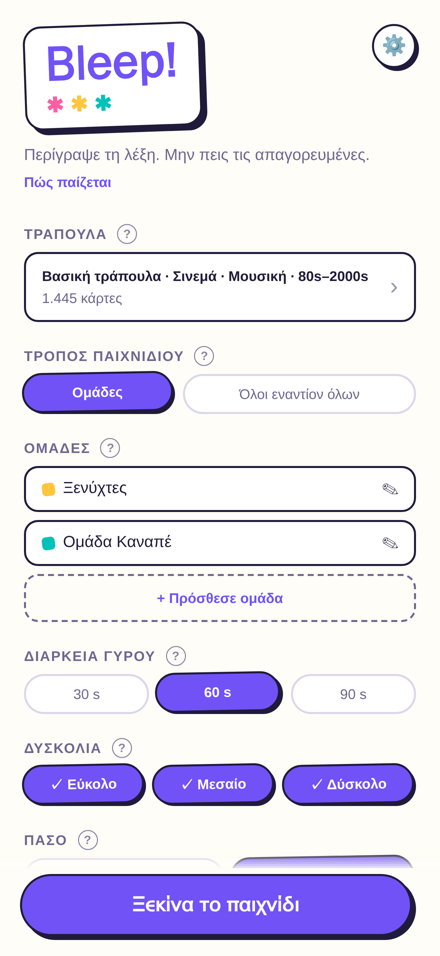 Bleep!
Περίγραψε τη λέξη. Μην πεις τις απαγορευμένες.
Πώς παίζεται
ΤΡΑΠΟΥΛΑ ?
Βασική τράπουλα · Σινεμά · Μουσική · 80s–2000s
1.445 κάρτες
ΤΡΟΠΟΣ ΠΑΙΧΝΙΔΙΟΥ ?
Ομάδες
Όλοι εναντίον όλων
ΟΜΑΔΕΣ ?
Ξενύχτες
Ομάδα Καναπέ
+ Πρόσθεσε ομάδα
ΔΙΑΡΚΕΙΑ ΓΥΡΟΥ ?
30 s
60 s
90 s
ΔΥΣΚΟΛΙΑ ?
✓ Εύκολο
✓ Μεσαίο
✓ Δύσκολο
ΠΑΣΟ ?
Ξεκίνα το παιχνίδι